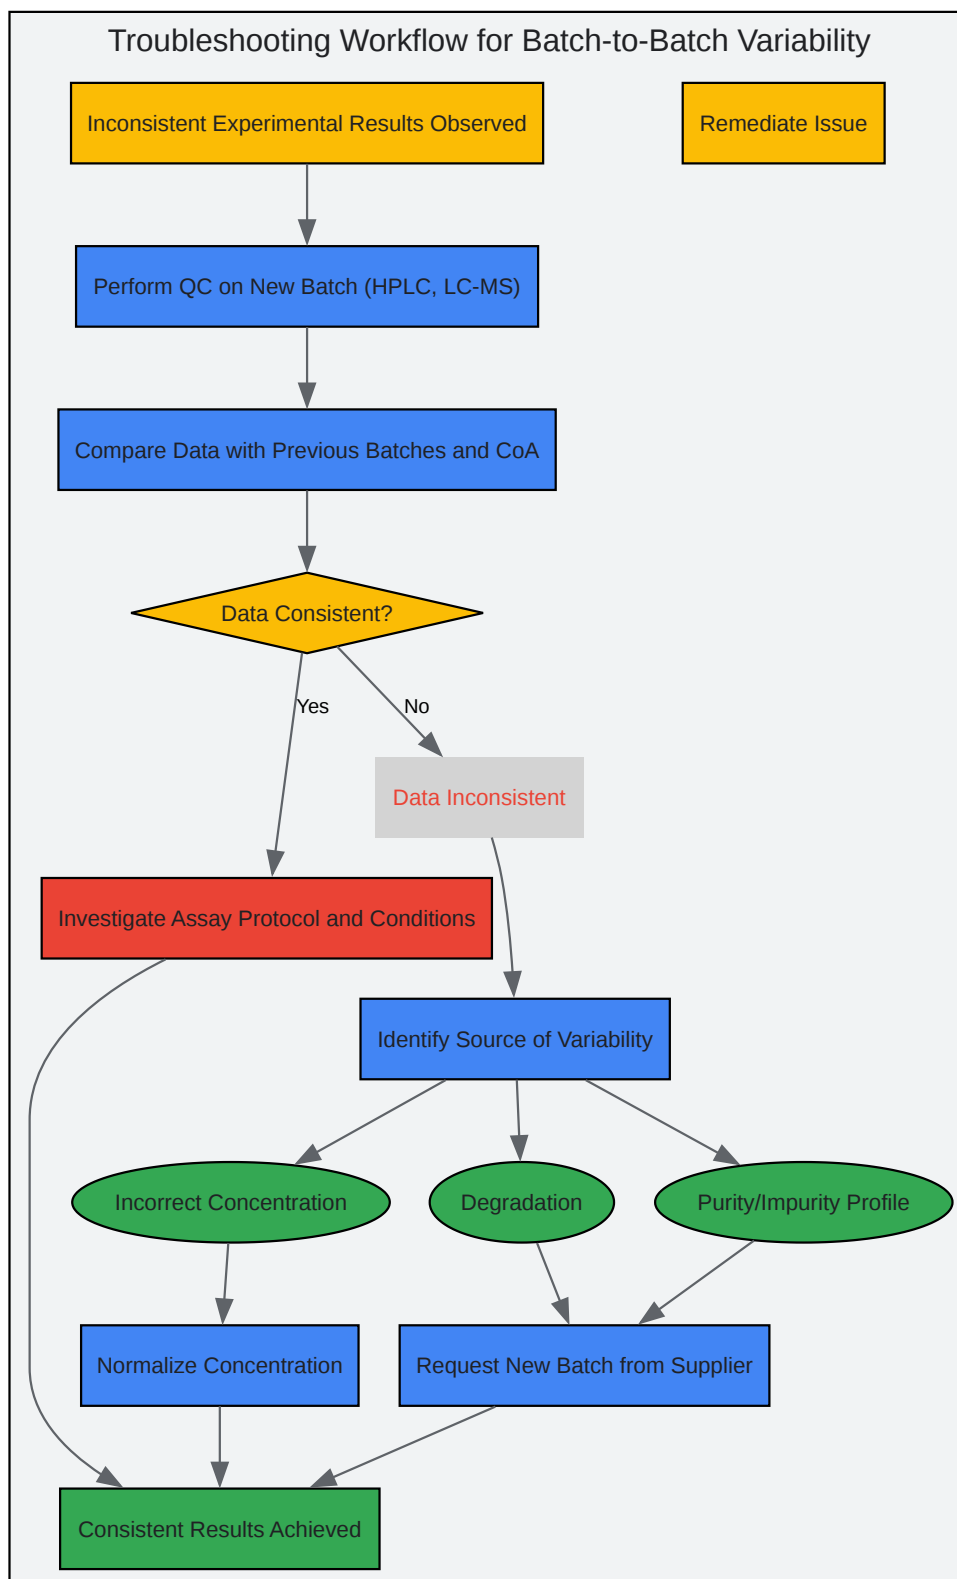 Troubleshooting Workflow for Batch-to-Batch Variability
Inconsistent Experimental Results Observed
Remediate Issue
Perform QC on New Batch (HPLC, LC-MS)
Compare Data with Previous Batches and CoA
Data Consistent?
Yes
No
Data Inconsistent
Investigate Assay Protocol and Conditions
Identify Source of Variability
Incorrect Concentration
Degradation
Purity/Impurity Profile
Normalize Concentration
Request New Batch from Supplier
Consistent Results Achieved